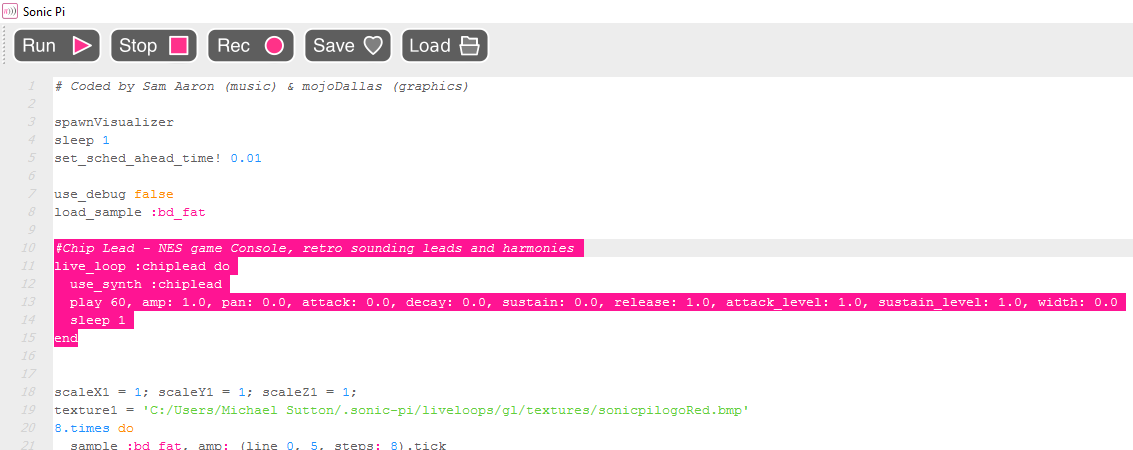 Sonic Pi
Run Stop Rec Save Load
1 # Coded by Sam Aaron (music) & mojoDallas (graphics)
2
3 spawnVisualizer
4 sleep 1
5 set_sched_ahead_time! 0.01
6
7 use_debug false
8 load_sample :bd_fat
9
10 #Chip Lead - NES game Console, retro sounding leads and harmonies
11 live_loop :chiplead do
12   use_synth :chiplead
13   play 60, amp: 1.0, pan: 0.0, attack: 0.0, decay: 0.0, sustain: 0.0, release: 1.0, attack_level: 1.0, sustain_level: 1.0, width: 0.0
14   sleep 1
15 end
16
17
18 scaleX1 = 1; scaleY1 = 1; scaleZ1 = 1;
19 texture1 = 'C:/Users/Michael Sutton/.sonic-pi/liveloops/gl/textures/sonicpilogoRed.bmp'
20 8.times do
21   sample :bd_fat, amp: (line 0, 5, steps: 8).tick